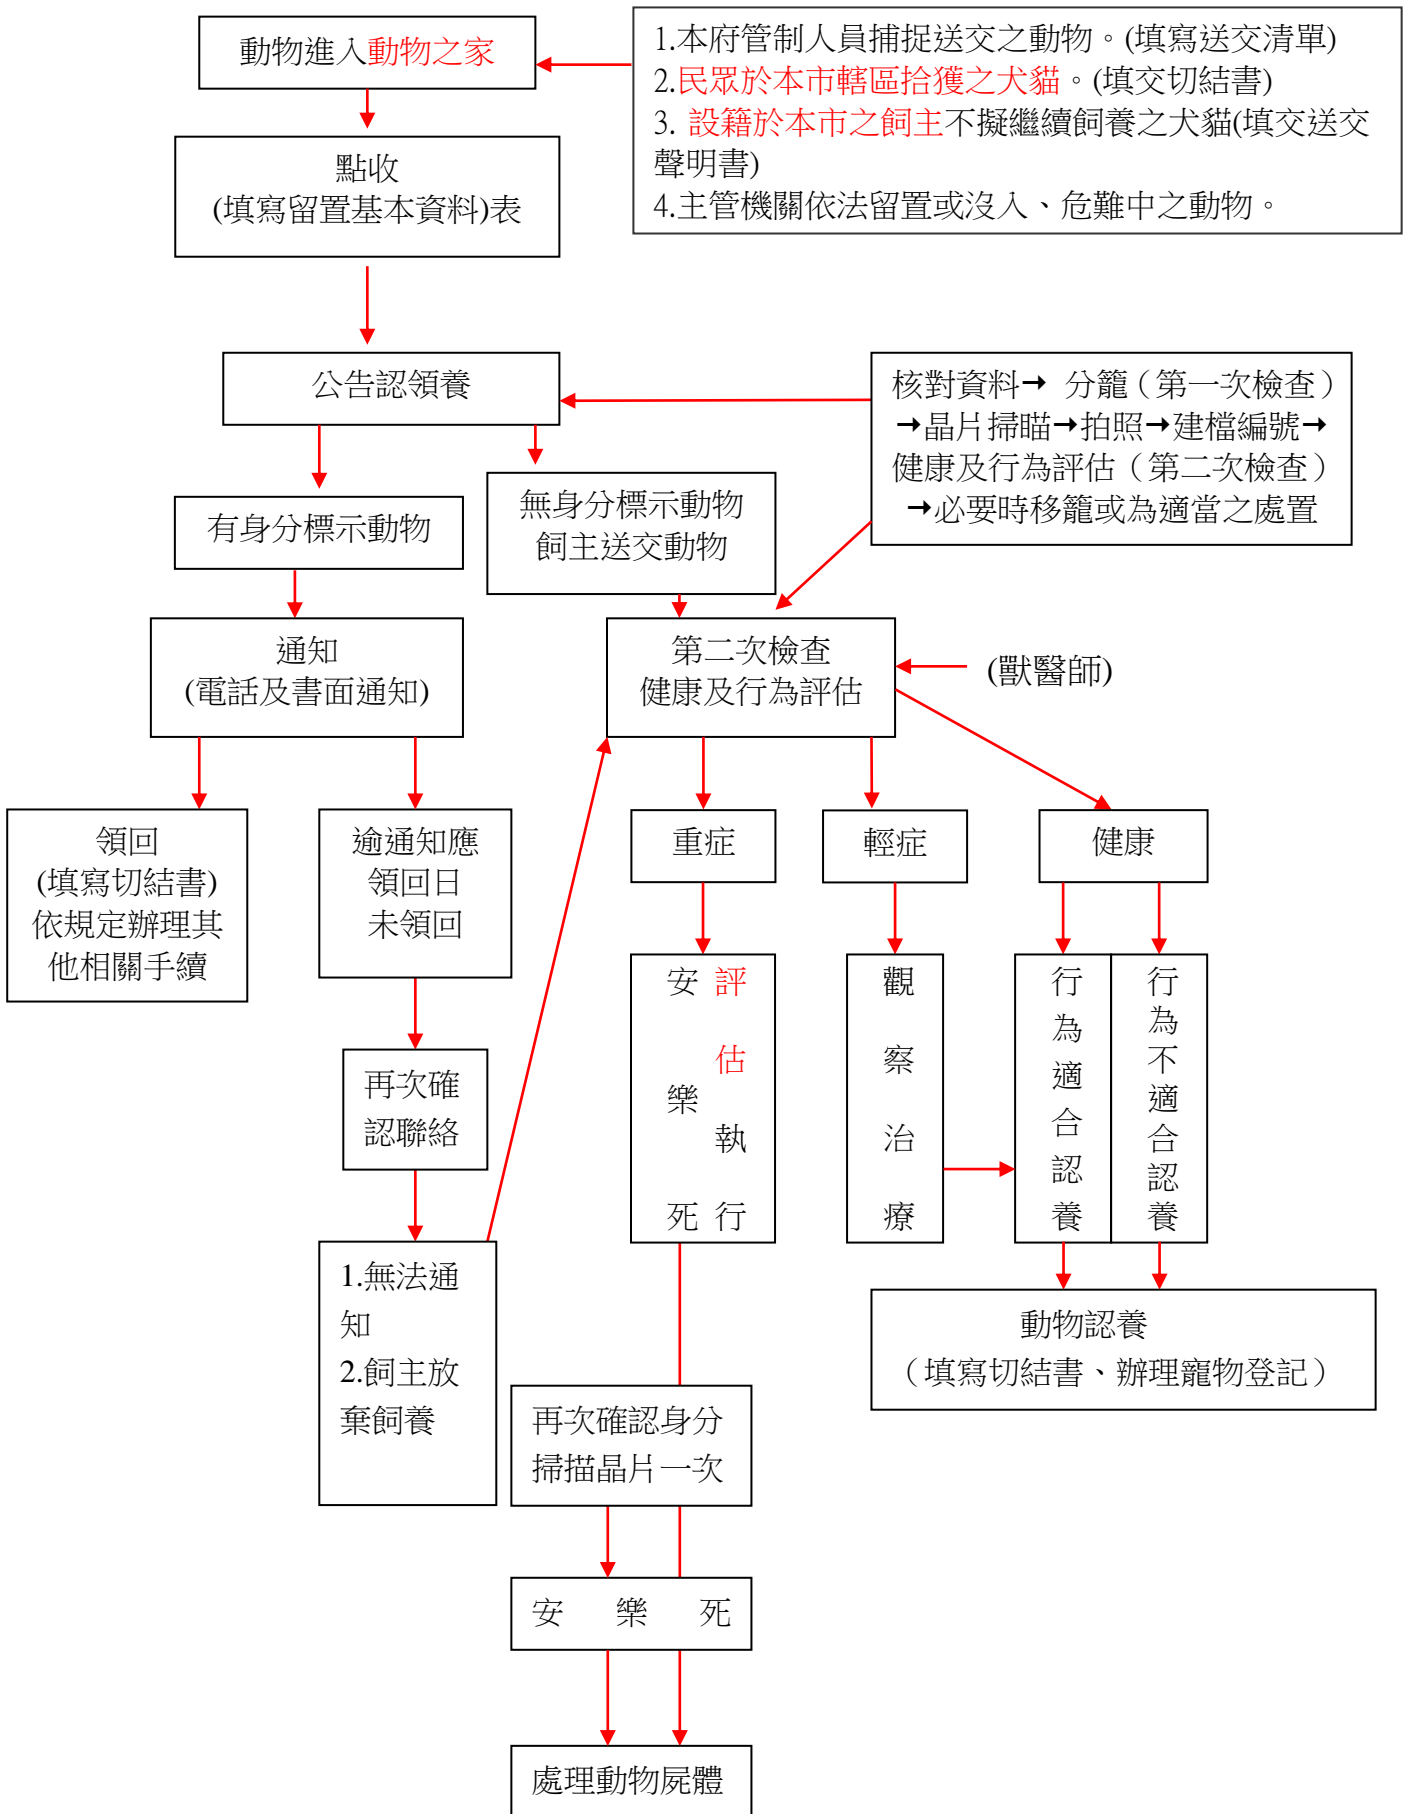 動物進入動物之家
1.本府管制人員捕捉送交之動物。(填寫送交清單)
2.民眾於本市轄區拾獲之犬貓。(填交切結書)
3. 設籍於本市之飼主不擬繼續飼養之犬貓(填交送交
聲明書)
4.主管機關依法留置或沒入、危難中之動物。
點收
(填寫留置基本資料)表
公告認領養
核對資料→ 分籠（第一次檢查）
→晶片掃瞄→拍照→建檔編號→
健康及行為評估（第二次檢查）
→必要時移籠或為適當之處置
有身分標示動物
無身分標示動物
飼主送交動物
通知
(電話及書面通知)
第二次檢查
健康及行為評估
(獸醫師)
領回
(填寫切結書)
依規定辦理其
他相關手續
逾通知應
領回日
未領回
重症
輕症
健康
評估執行
安樂死
觀察治療
行為適合認養
行為不適合認養
再次確
認聯絡
1.無法通
知
2.飼主放
棄飼養
動物認養
（填寫切結書、辦理寵物登記）
再次確認身分
掃描晶片一次
安 樂 死
處理動物屍體